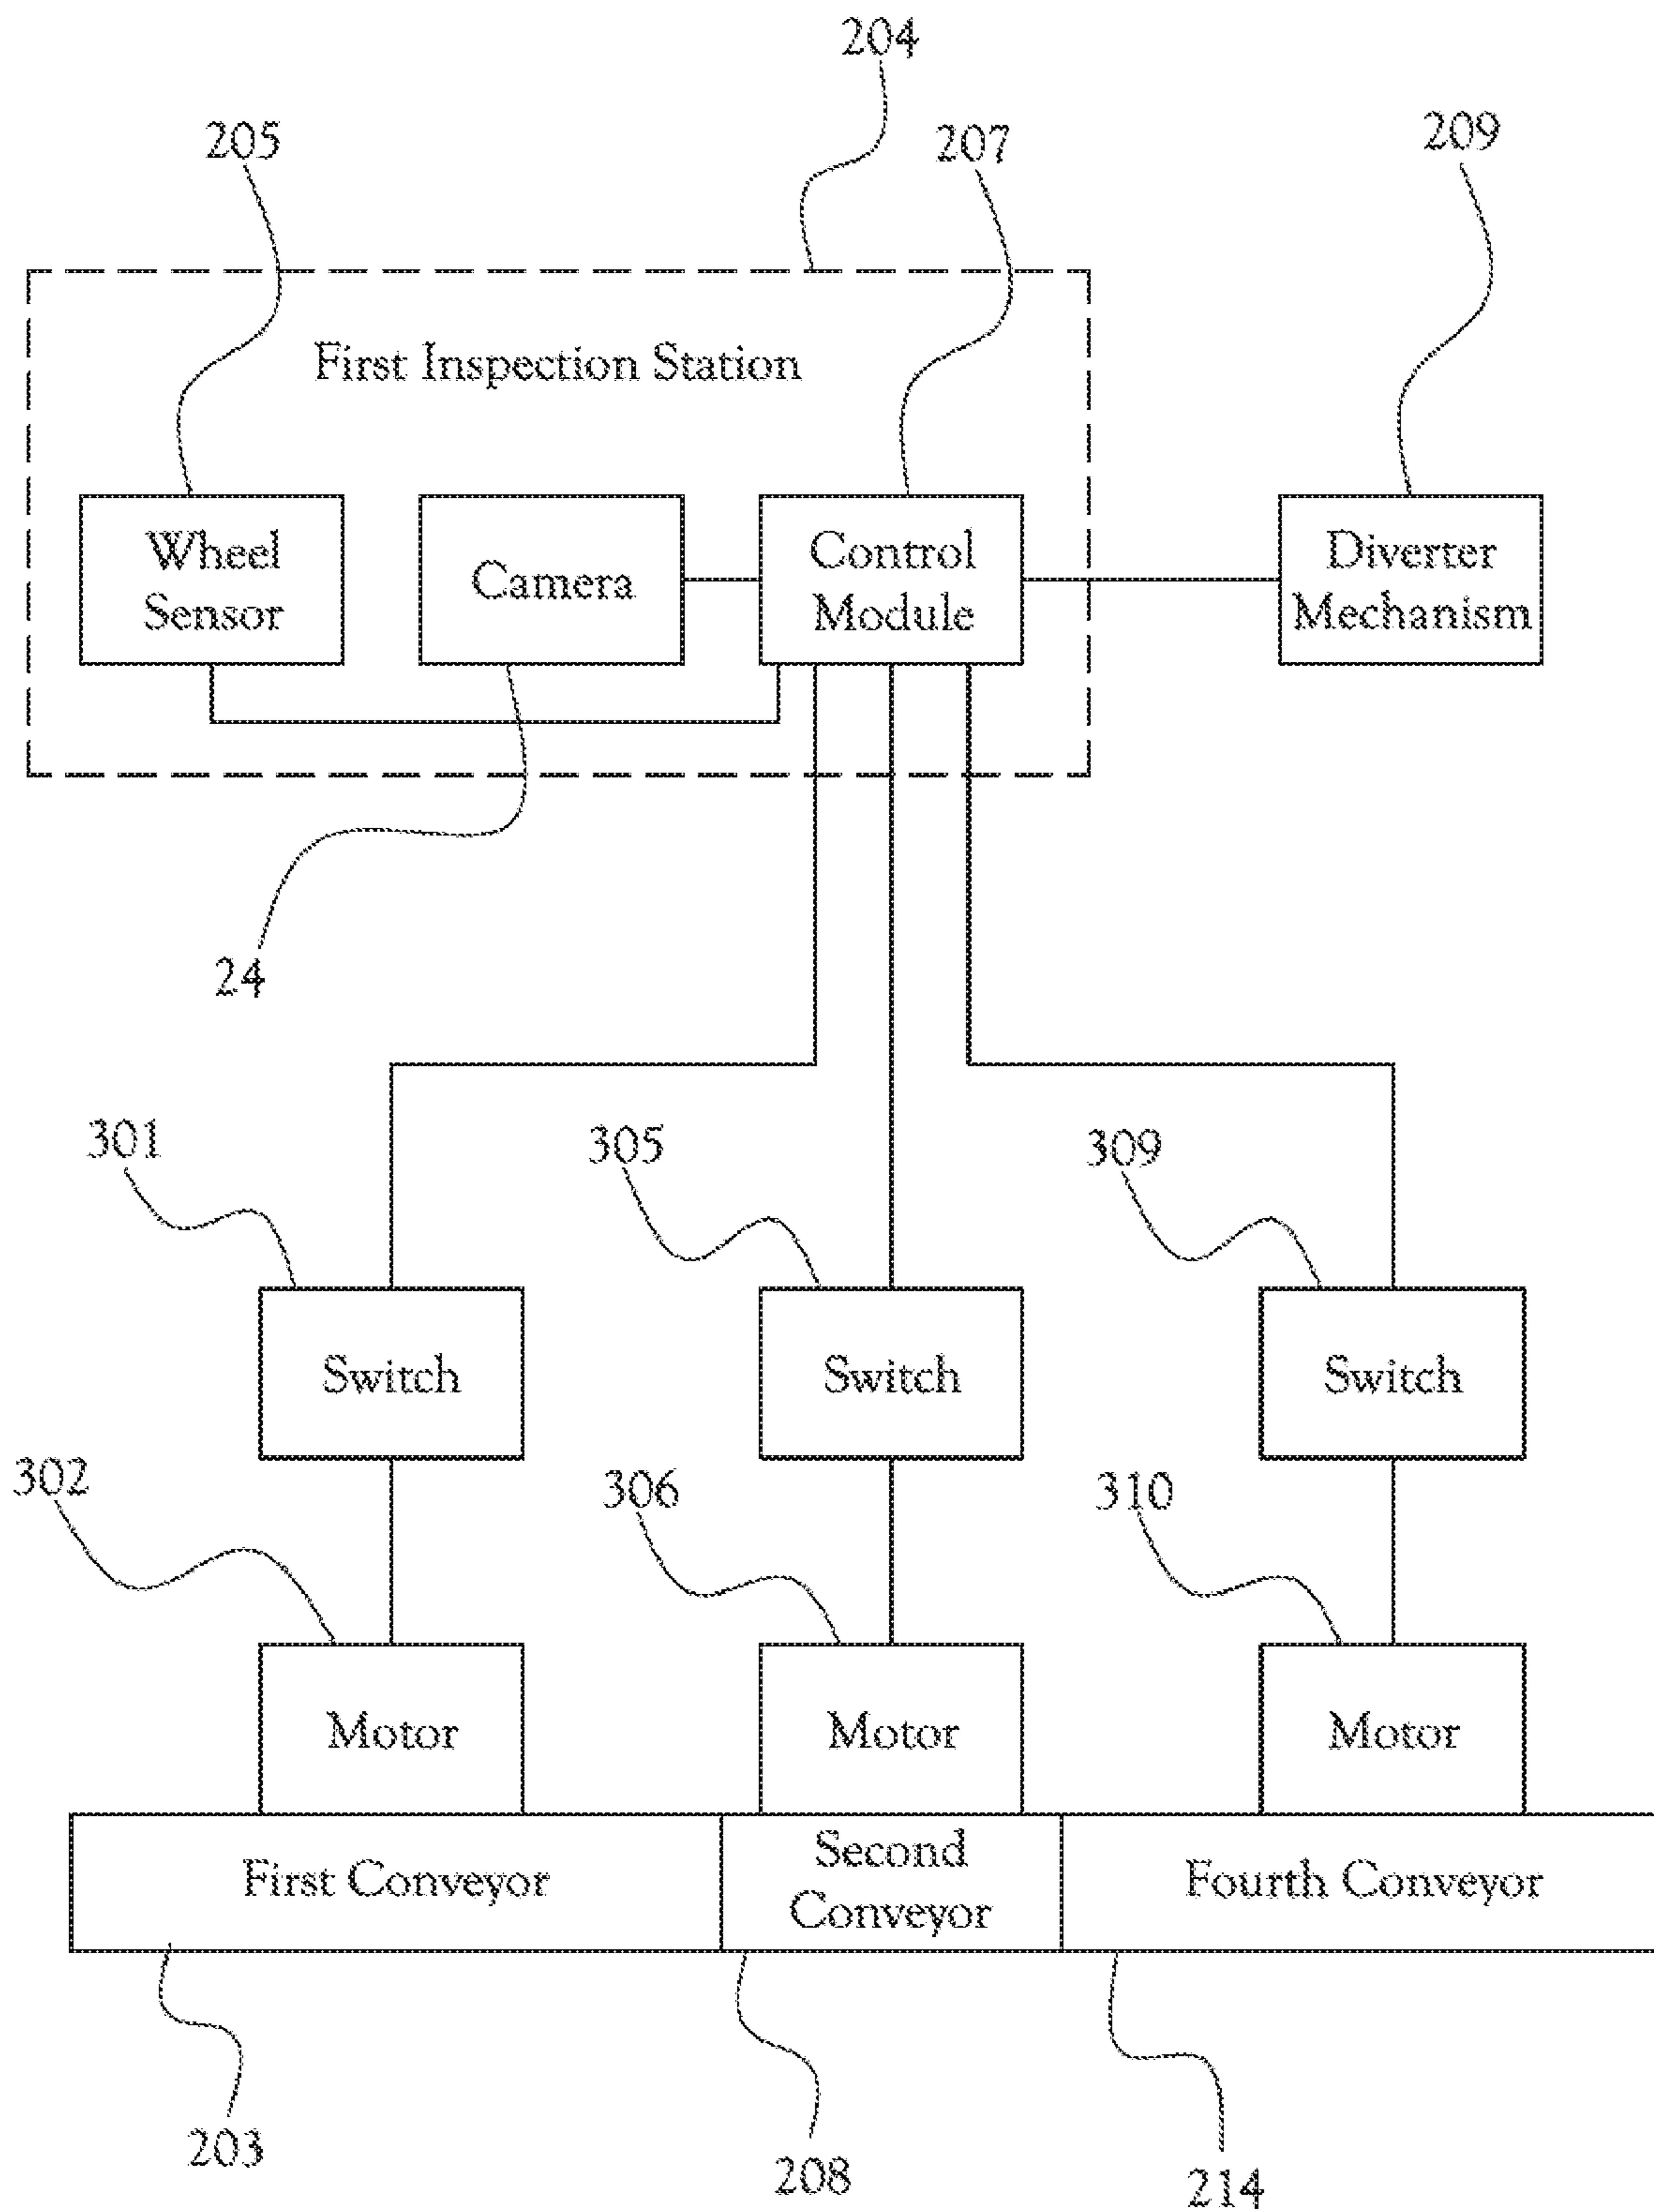 204
205
207
209
First Inspection Station
Wheel
Sensor
Camera
Control
Module
Diverter
Mechanism
24
301
305
309
Switch
Switch
Switch
302
306
310
Motor
Motor
Motor
First Conveyor
Second
Conveyor
Fourth Conveyor
203
208
214